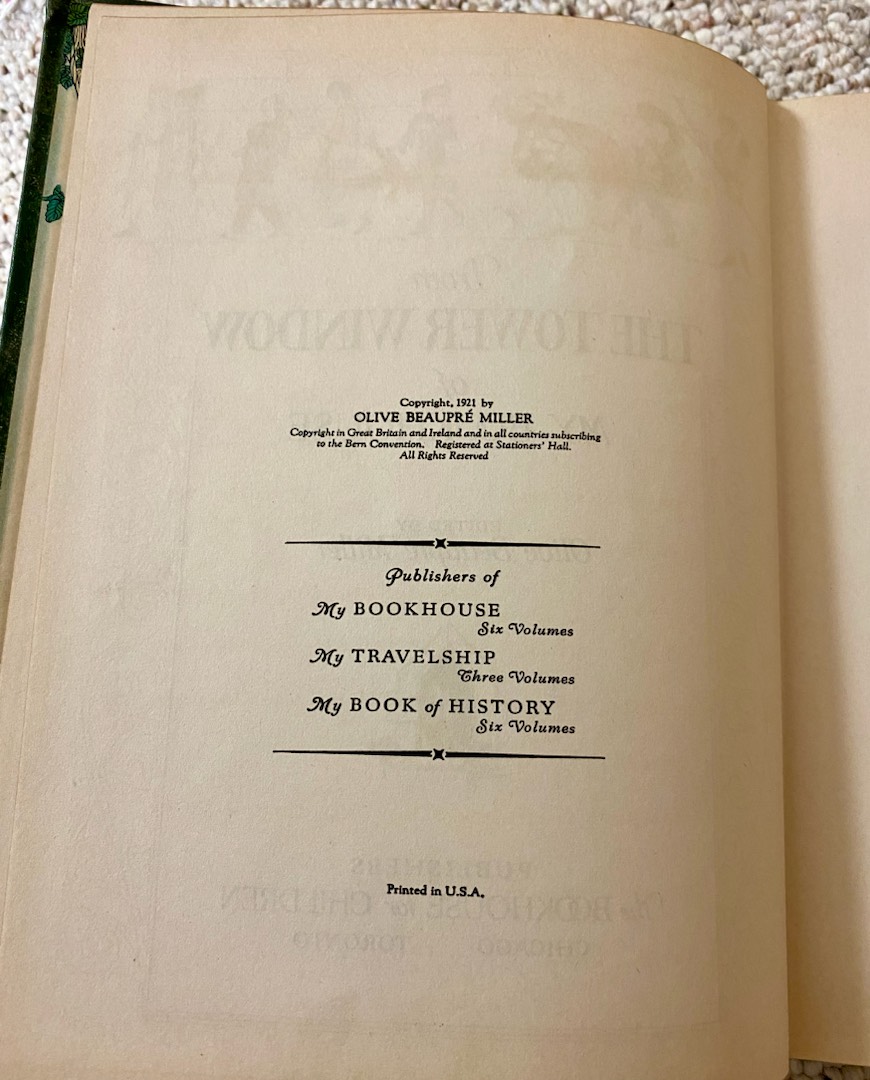 Copyright, 1921 by
OLIVE BEAUPRÉ MILLER
Copyright in Great Britain and Ireland and in all countries subscribing
to the Bern Convention. Registered at Stationers' Hall.
All Rights Reserved
Publishers of
My BOOKHOUSE
Six Volumes
My TRAVELSHIP
Three Volumes
My BOOK of HISTORY
Six Volumes
Printed in U.S.A.